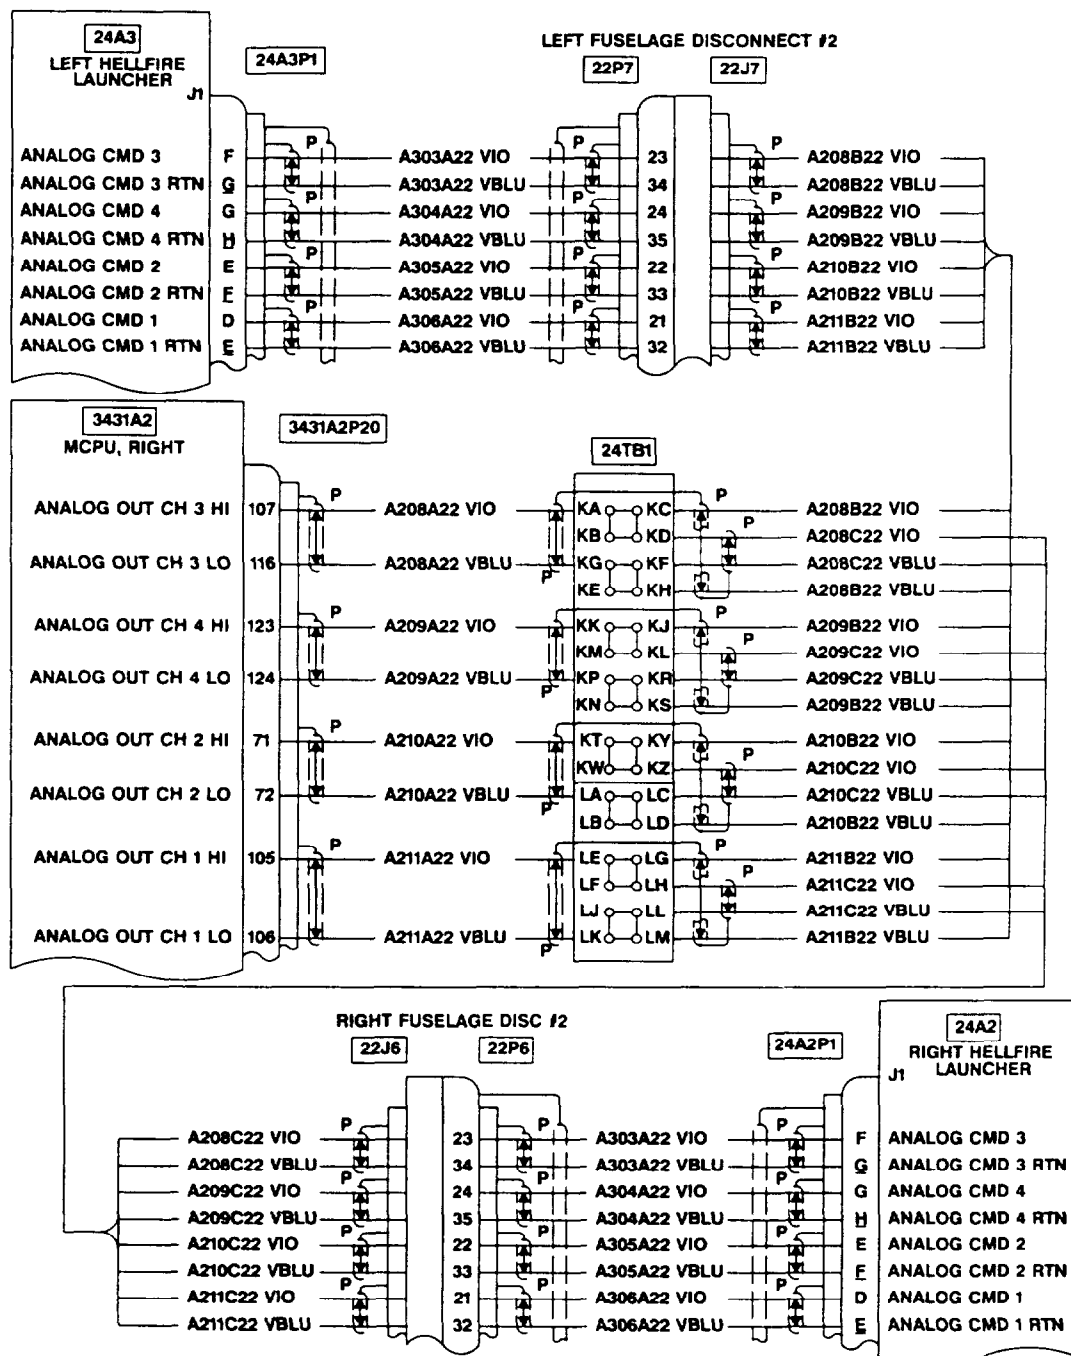 24A3
LEFT HELLFIRE
LAUNCHER
J1
24A3P1
LEFT FUSELAGE DISCONNECT #2
22P7 22J7
P P P
ANALOG CMD 3 F A303A22 VIO 23 A208B22 VIO
ANALOG CMD 3 RTN G A303A22 VBLU 34 A208B22 VBLU
P P P
ANALOG CMD 4 G A304A22 VIO 24 A209B22 VIO
ANALOG CMD 4 RTN H A304A22 VBLU 35 A209B22 VBLU
P P P
ANALOG CMD 2 E A305A22 VIO 22 A210B22 VIO
ANALOG CMD 2 RTN F A305A22 VBLU 33 A210B22 VBLU
P P P
ANALOG CMD 1 D A306A22 VIO 21 A211B22 VIO
ANALOG CMD 1 RTN E A306A22 VBLU 32 A211B22 VBLU
3431A2
MCPU, RIGHT
3431A2P20
24TB1
P P
ANALOG OUT CH 3 HI 107 A208A22 VIO KA KC A208B22 VIO
KB KD P A208C22 VIO
ANALOG OUT CH 3 LO 116 A208A22 VBLU P KG KF A208C22 VBLU
KE KH A208B22 VBLU
P P
ANALOG OUT CH 4 HI 123 A209A22 VIO KK KJ A209B22 VIO
KM KL P A209C22 VIO
ANALOG OUT CH 4 LO 124 A209A22 VBLU P KP KR A209C22 VBLU
KN KS A209B22 VBLU
P P
ANALOG OUT CH 2 HI 71 A210A22 VIO KT KY A210B22 VIO
KW KZ P A210C22 VIO
ANALOG OUT CH 2 LO 72 A210A22 VBLU P LA LC A210C22 VBLU
LB LD A210B22 VBLU
P P
ANALOG OUT CH 1 HI 105 A211A22 VIO LE LG A211B22 VIO
LF LH P A211C22 VIO
LJ LL A211C22 VBLU
ANALOG OUT CH 1 LO 106 A211A22 VBLU P LK LM A211B22 VBLU
RIGHT FUSELAGE DISC #2
22J6 22P6
24A2P1
24A2
RIGHT HELLFIRE
LAUNCHER
J1
P P P
A208C22 VIO 23 A303A22 VIO F ANALOG CMD 3
A208C22 VBLU 34 A303A22 VBLU G ANALOG CMD 3 RTN
P P P
A209C22 VIO 24 A304A22 VIO G ANALOG CMD 4
A209C22 VBLU 35 A304A22 VBLU H ANALOG CMD 4 RTN
P P P
A210C22 VIO 22 A305A22 VIO E ANALOG CMD 2
A210C22 VBLU 33 A305A22 VBLU F ANALOG CMD 2 RTN
P P P
A211C22 VIO 21 A306A22 VIO D ANALOG CMD 1
A211C22 VBLU 32 A306A22 VBLU E ANALOG CMD 1 RTN